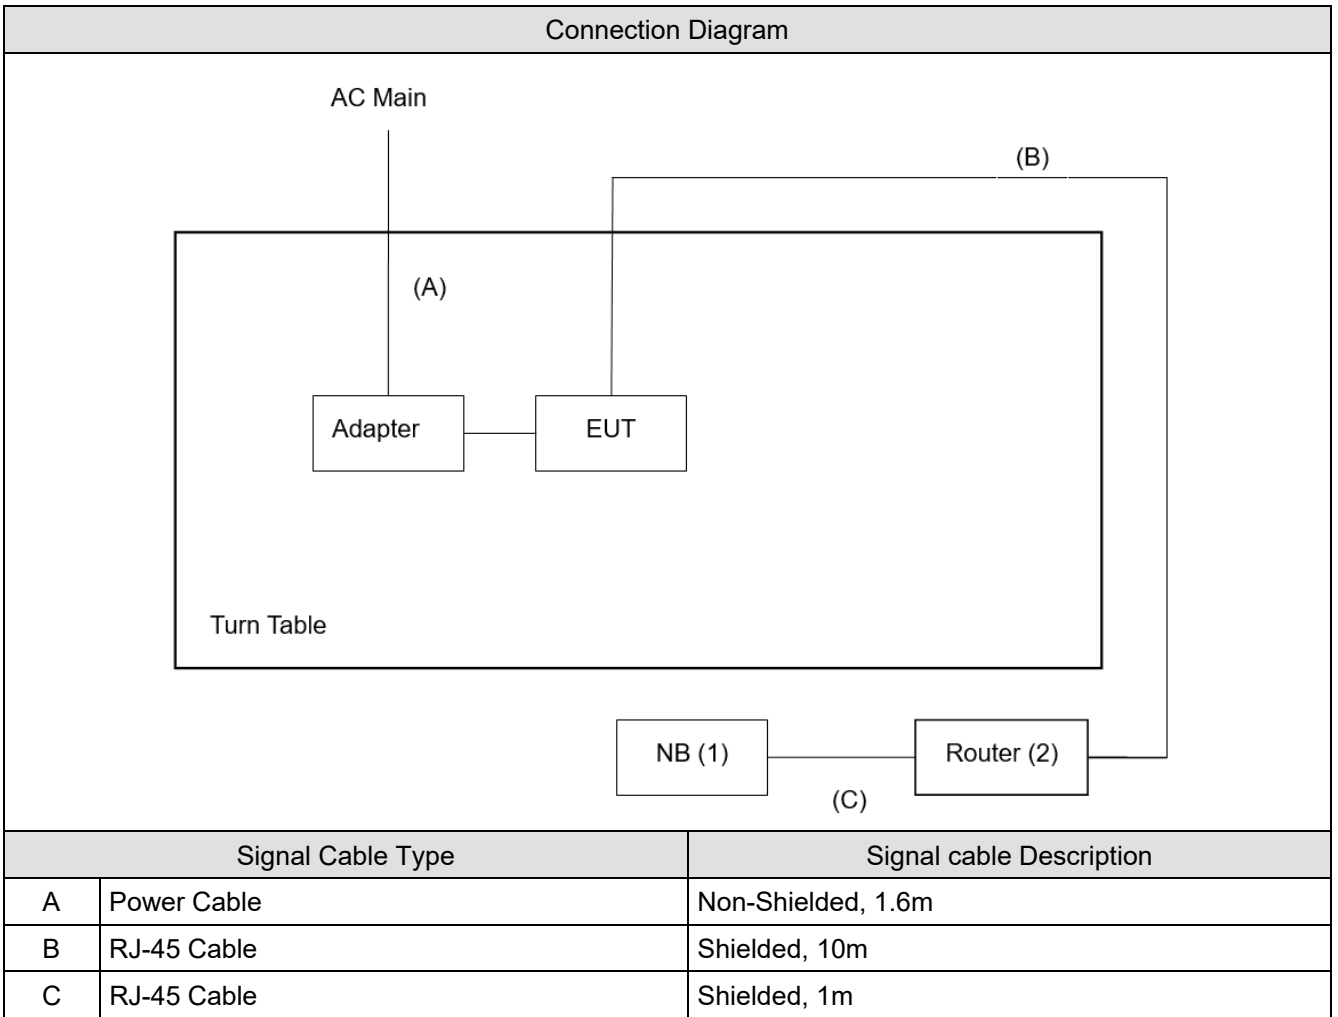 Connection Diagram
AC Main
(B)
(A)
Adapter
EUT
Turn Table
NB (1)
Router (2)
(C)
Signal Cable Type
Signal cable Description
A
Power Cable
Non-Shielded, 1.6m
B
RJ-45 Cable
Shielded, 10m
C
RJ-45 Cable
Shielded, 1m